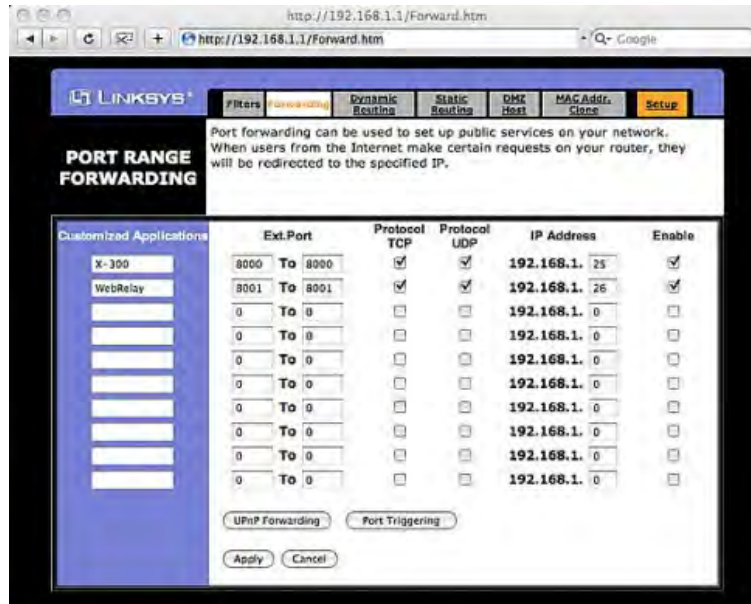 http://192.168.1.1/Forward.htm
http://192.168.1.1/Forward.htm
Q- Google
LINKSYS®
Filters Forwarding Dynamic Routing Static Routing DMZ Host MAC Addr. Clone Setup
PORT RANGE FORWARDING
Port forwarding can be used to set up public services on your network.
When users from the Internet make certain requests on your router, they
will be redirected to the specified IP.
Customized Applications Ext.Port Protocol TCP Protocol UDP IP Address Enable
X-300 8000 To 8000 192.168.1. 25
WebRelay 8001 To 8001 192.168.1. 26
0 To 0 192.168.1. 0
0 To 0 192.168.1. 0
0 To 0 192.168.1. 0
0 To 0 192.168.1. 0
0 To 0 192.168.1. 0
0 To 0 192.168.1. 0
0 To 0 192.168.1. 0
0 To 0 192.168.1. 0
UPnP Forwarding Port Triggering
Apply Cancel